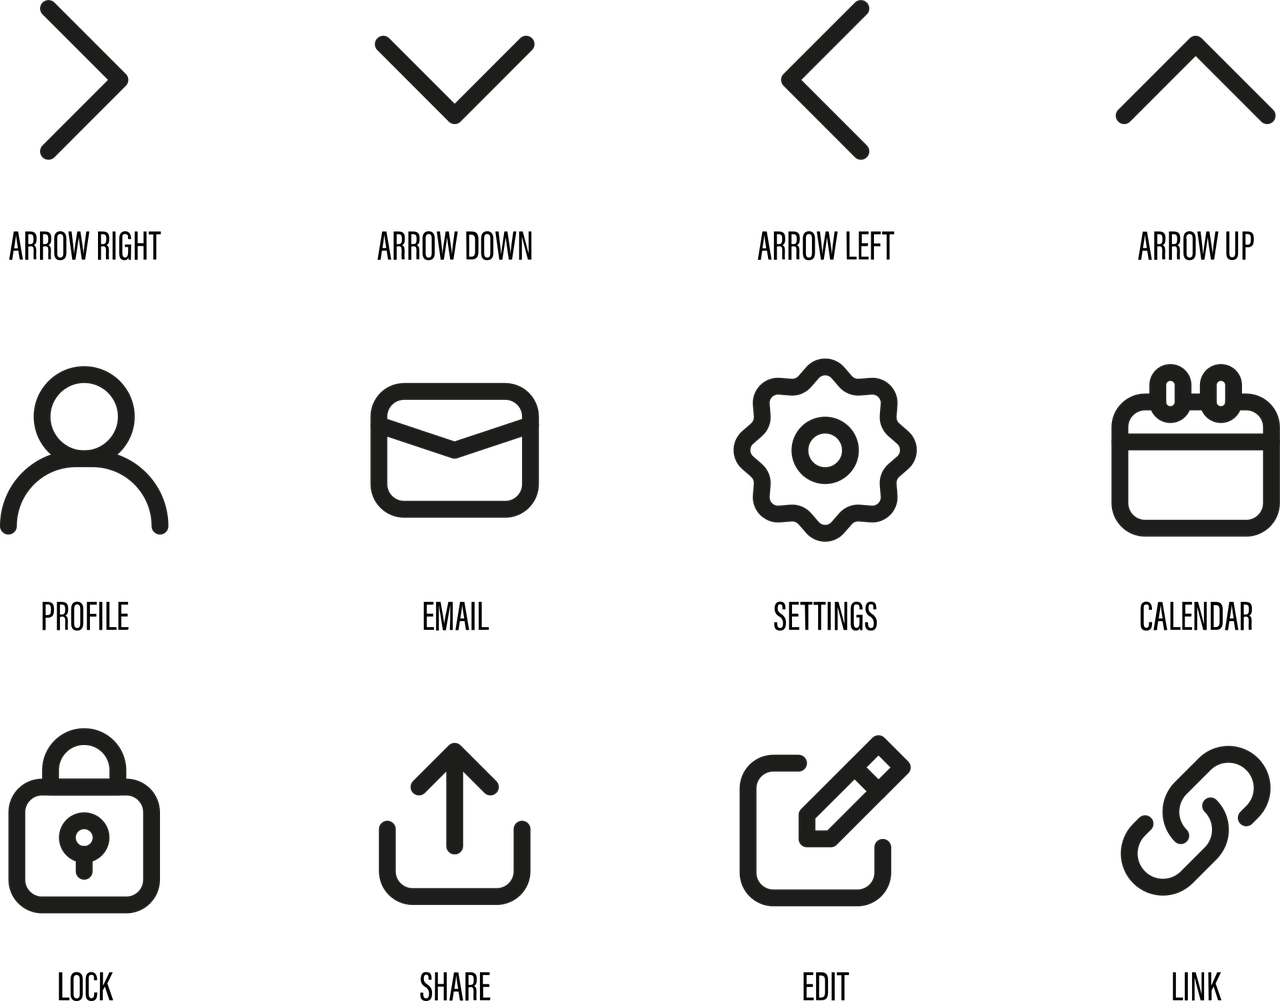 ARROW RIGHT
ARROW DOWN
ARROW LEFT
ARROW UP
PROFILE
EMAIL
SETTINGS
CALENDAR
LOCK
SHARE
EDIT
LINK